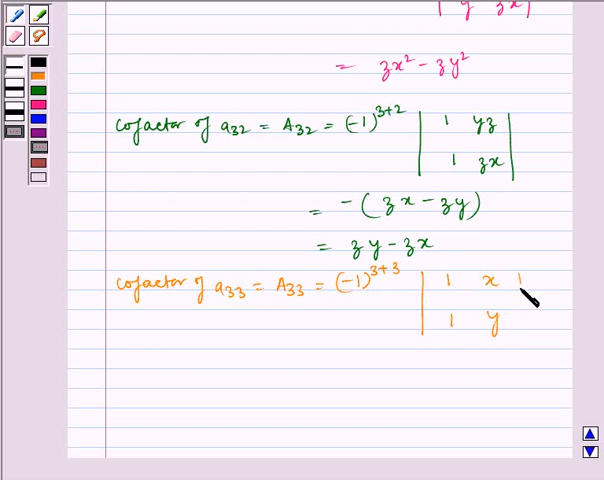 | y zx |
= zx² - zy²
cofactor of a₃₂ = A₃₂ = (-1)³⁺² | 1 yz |
| 1 zx |
= -(zx - zy)
= zy - zx
cofactor of a₃₃ = A₃₃ = (-1)³⁺³ | 1 x |
| 1 y